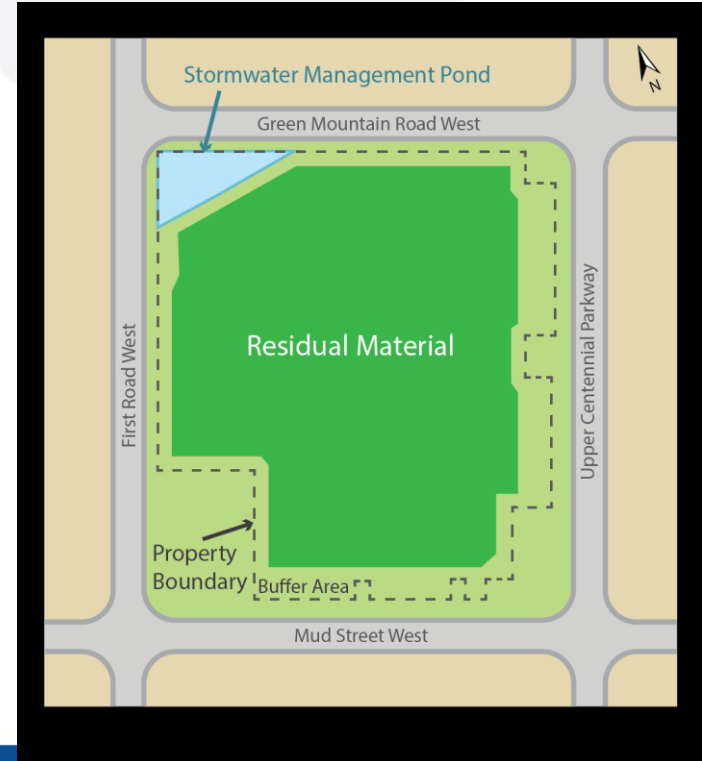 Stormwater Management Pond
N
Green Mountain Road West
Residual Material
First Road West
Upper Centennial Parkway
Property
Boundary
Buffer Area
Mud Street West